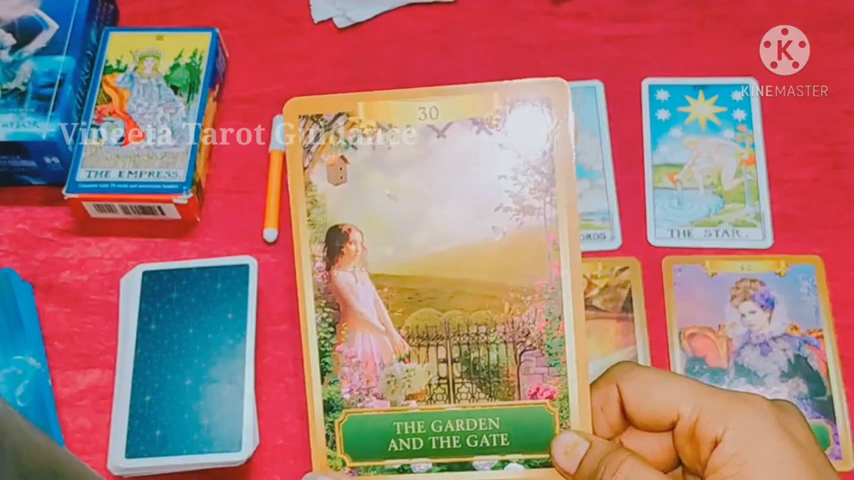 KINEMASTER
Vineeta Tarot Guidance
THE EMPRESS.
30
THE GARDEN
AND THE GATE
THE STAR.